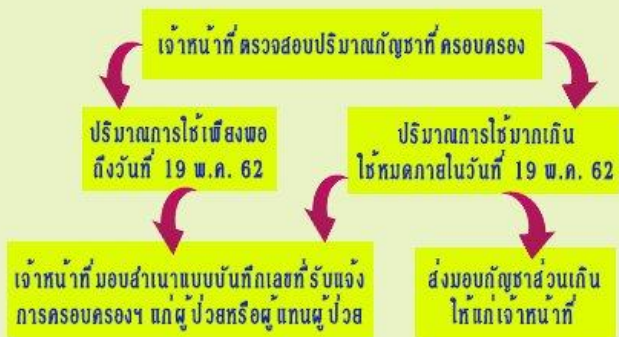 เจ้าหน้าที่ตรวจสอบปริมาณกัญชาที่ครอบครอง
ปริมาณการใช้เพียงพอ
ถึงวันที่ 19 พ.ค. 62
ปริมาณการใช้มากเกิน
ใช้หมดภายในวันที่ 19 พ.ค. 62
เจ้าหน้าที่มอบสำเนาแบบบันทึกเลขที่รับแจ้ง
การครอบครองฯ แก่ผู้ป่วยหรือผู้แทนผู้ป่วย
ส่งมอบกัญชาส่วนเกิน
ให้แก่เจ้าหน้าที่